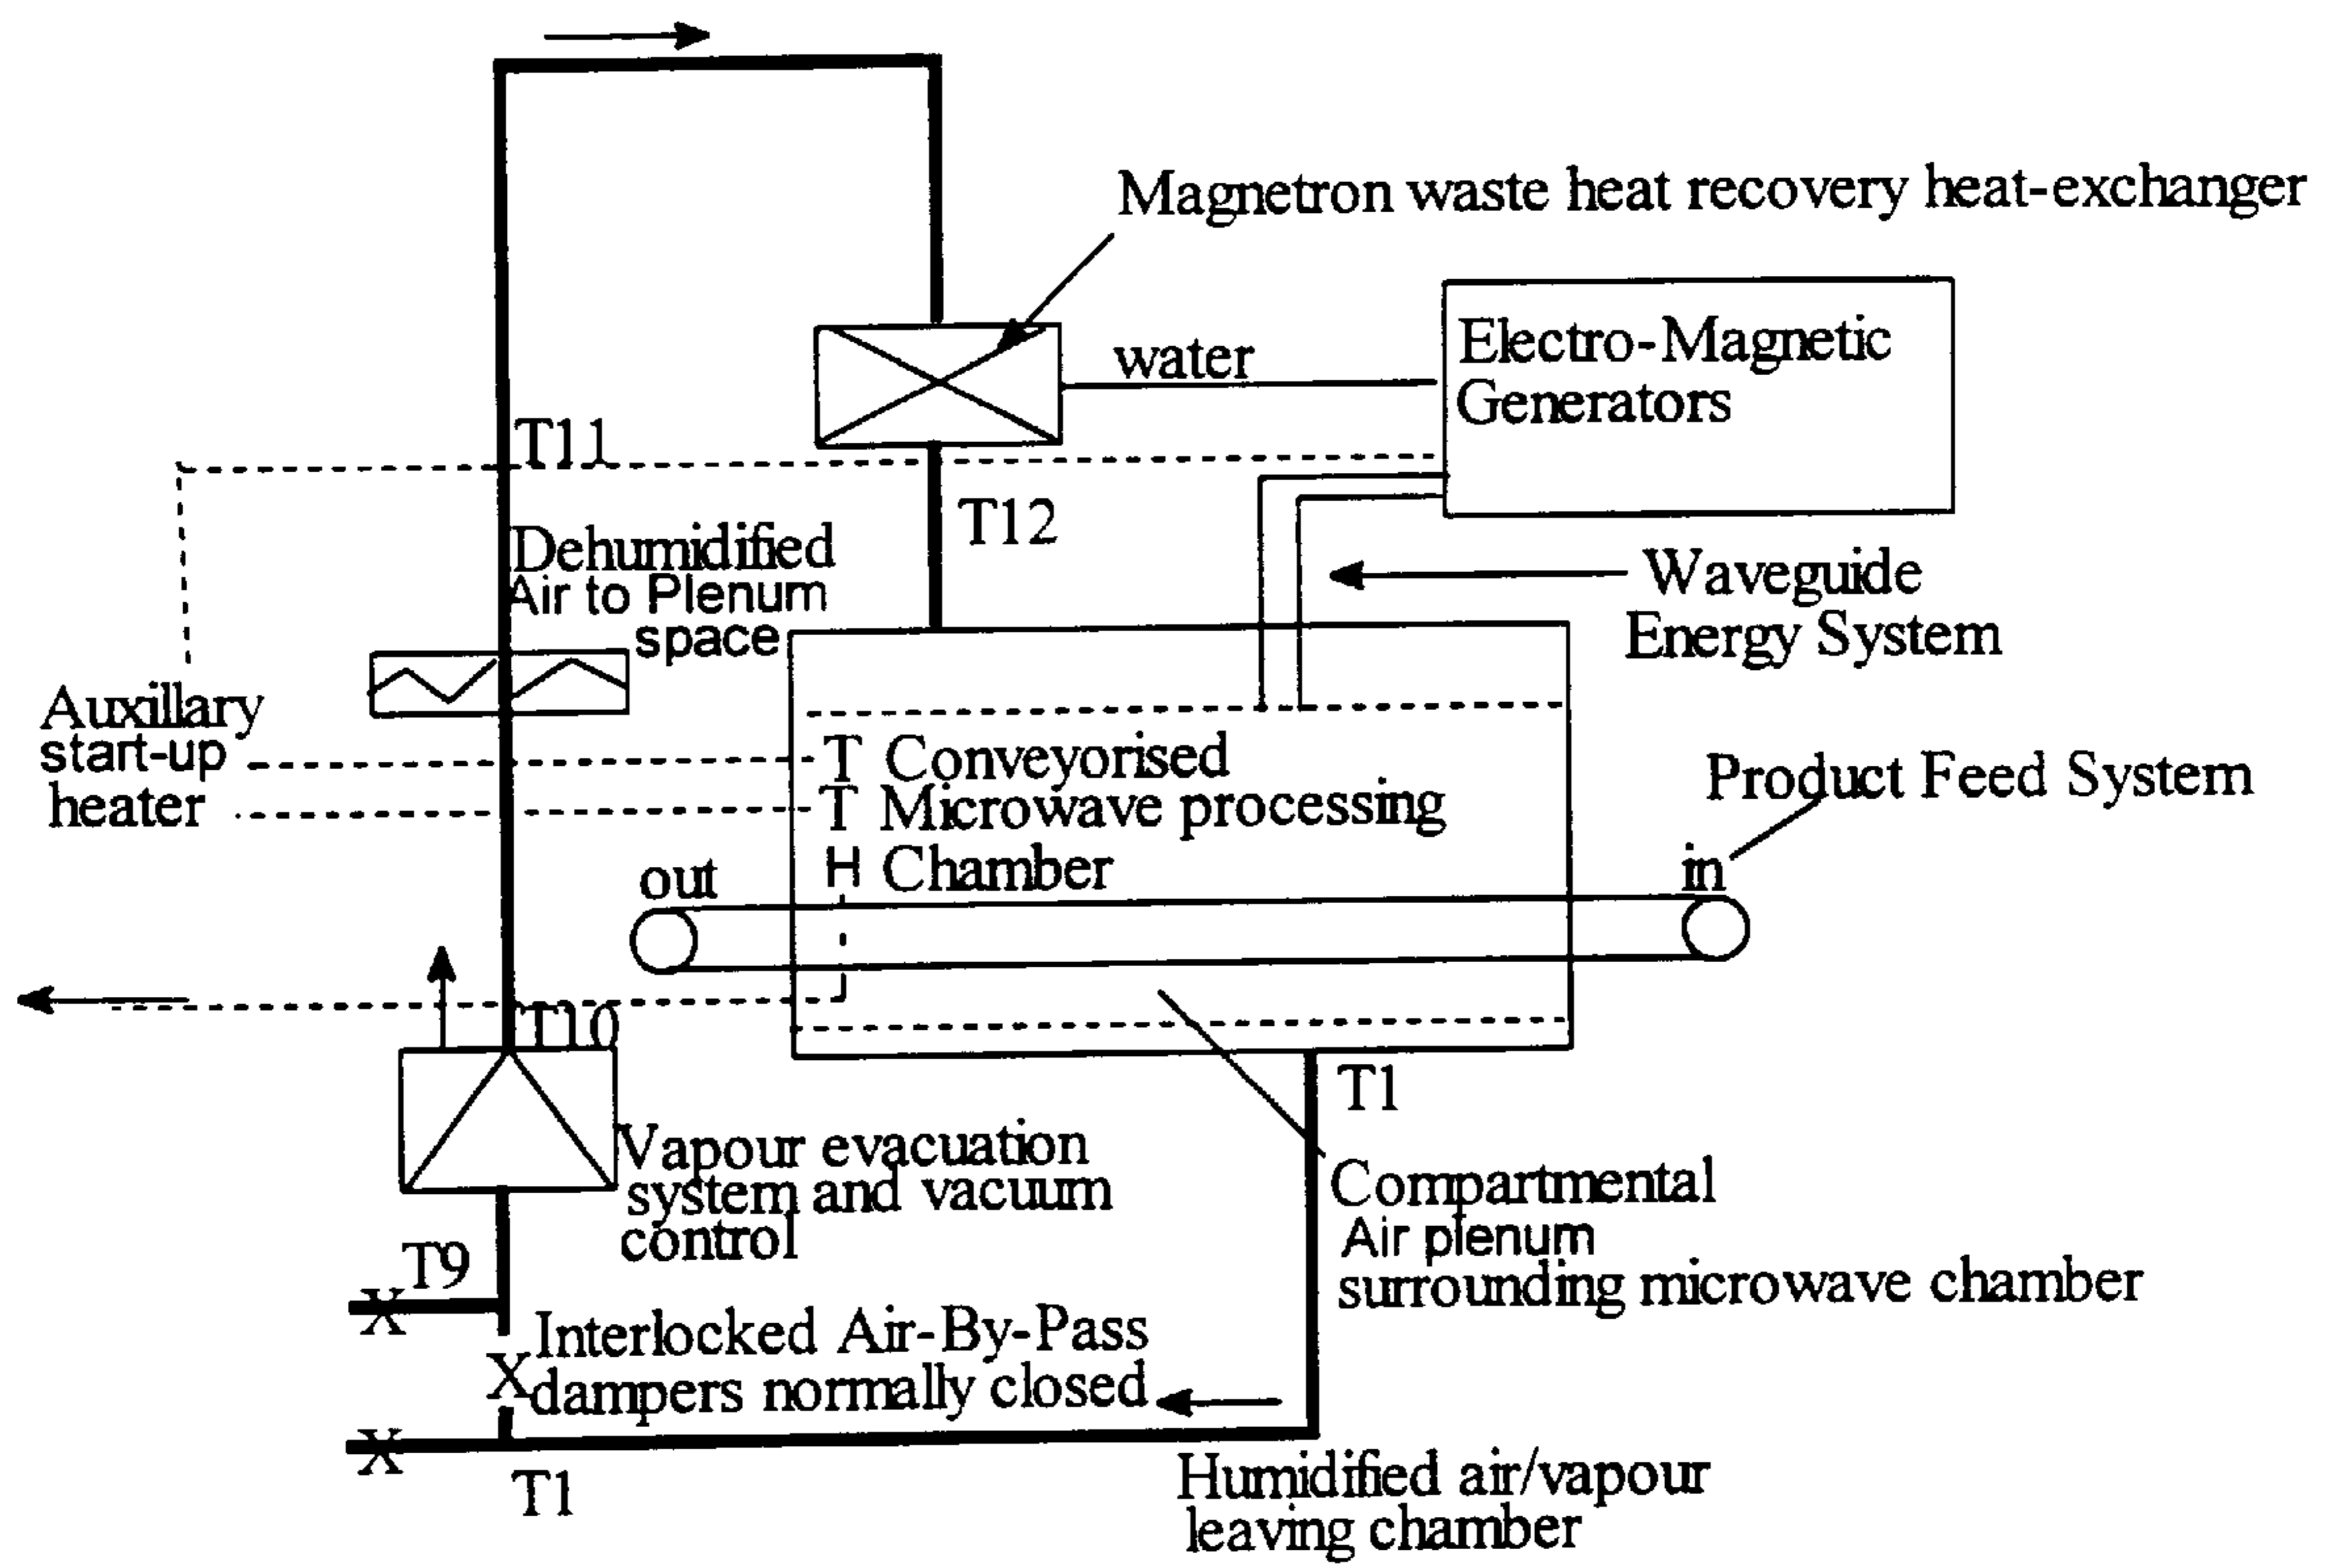 Magnetron waste heat recovery heat-exchanger
Electro-Magnetic
Generators
water
T11
T12
Dehumidified
Air to Plenum
space
Waveguide
Energy System
Auxillary
start-up
heater
T Conveyorised
T Microwave processing
H Chamber
Product Feed System
out
in
T10
T1
Vapour evacuation
system and vacuum
control
Compartmental
Air plenum
surrounding microwave chamber
T9
X
Interlocked Air-By-Pass
X dampers normally closed
X
T1
Humidified air/vapour
leaving chamber